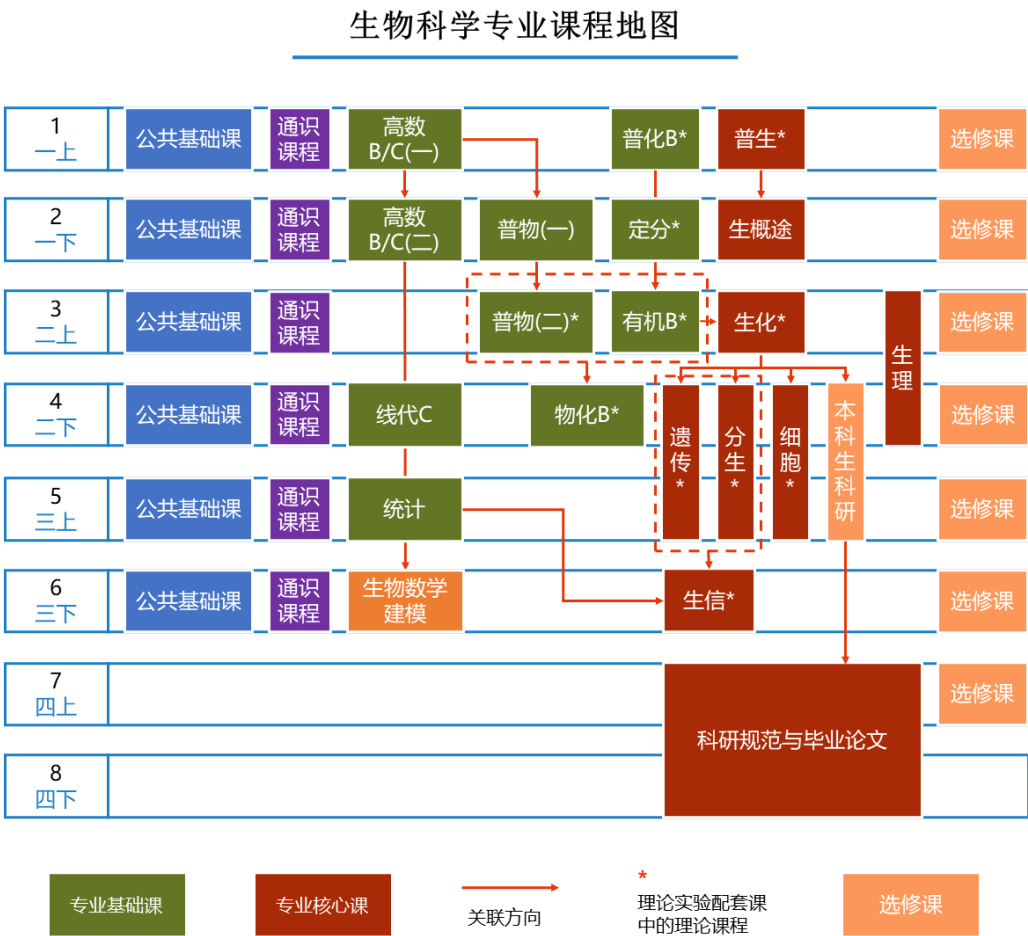 生物科学专业课程地图
1
一上
公共基础课
通识
课程
高数
B/C(一)
普化B*
普生*
选修课
2
一下
公共基础课
通识
课程
高数
B/C(二)
普物(一)
定分*
生概途
选修课
3
二上
公共基础课
通识
课程
普物(二)*
有机B*
生化*
生
理
选修课
4
二下
公共基础课
通识
课程
线代C
物化B*
遗
传
*
分
生
*
细
胞
*
本
科
生
科
研
选修课
5
三上
公共基础课
通识
课程
统计
选修课
6
三下
公共基础课
通识
课程
生物数学
建模
生信*
选修课
7
四上
科研规范与毕业论文
选修课
8
四下
专业基础课
专业核心课
关联方向
*
理论实验配套课
中的理论课程
选修课